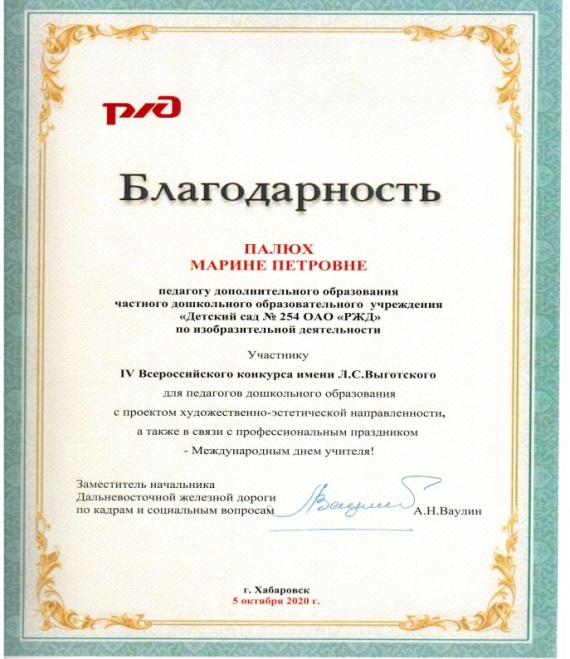 РЖД
Благодарность
ПАЛЮХ
МАРИНЕ ПЕТРОВНЕ
педагогу дополнительного образования
частного дошкольного образовательного учреждения
«Детский сад № 254 ОАО «РЖД»
по изобразительной деятельности
Участнику
IV Всероссийского конкурса имени Л.С.Выготского
для педагогов дошкольного образования
с проектом художественно-эстетической направленности,
а также в связи с профессиональным праздником
- Международным днем учителя!
Заместитель начальника
Дальневосточной железной дороги
по кадрам и социальным вопросам Ваулин А.Н.Ваулин
г. Хабаровск
5 октября 2020 г.